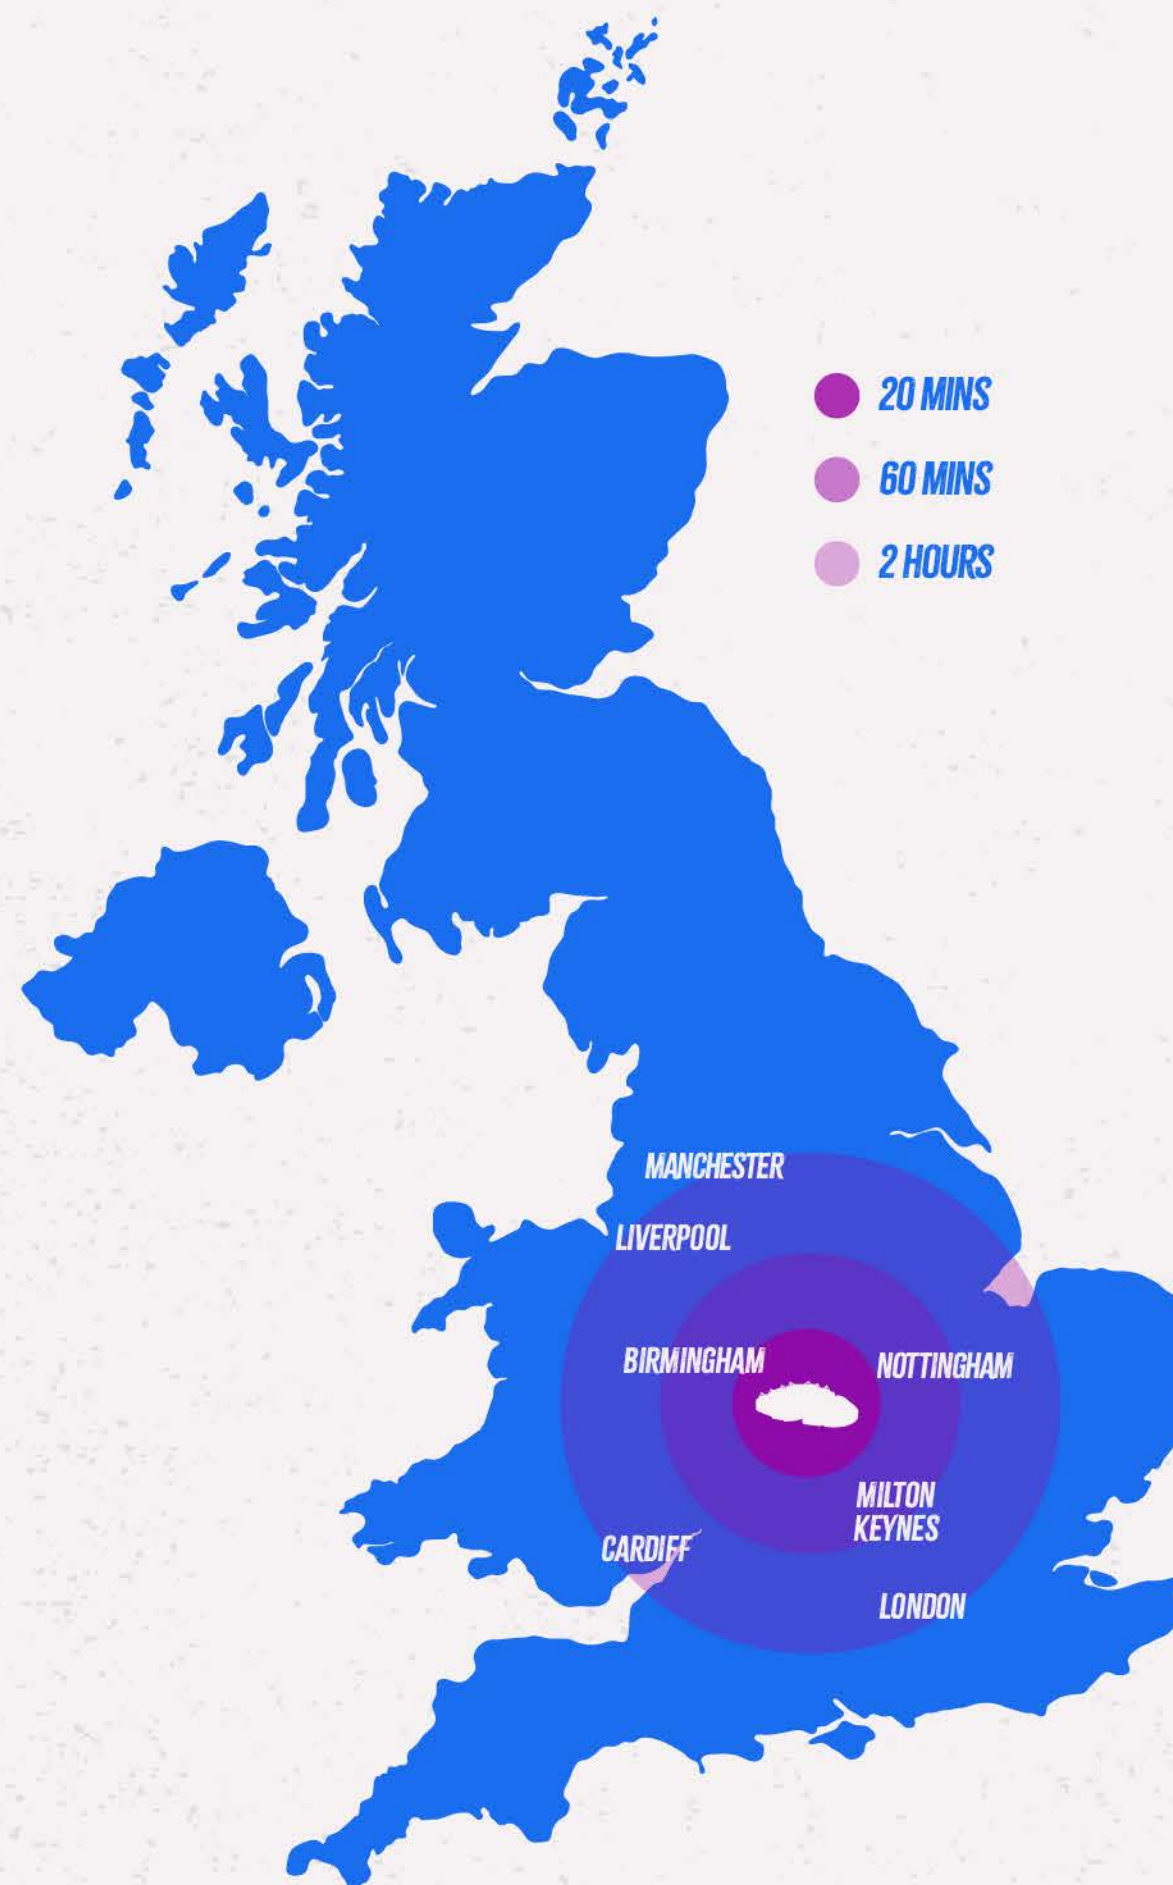 20 MINS
60 MINS
2 HOURS
MANCHESTER
LIVERPOOL
BIRMINGHAM
NOTTINGHAM
MILTON
KEYNES
CARDIFF
LONDON